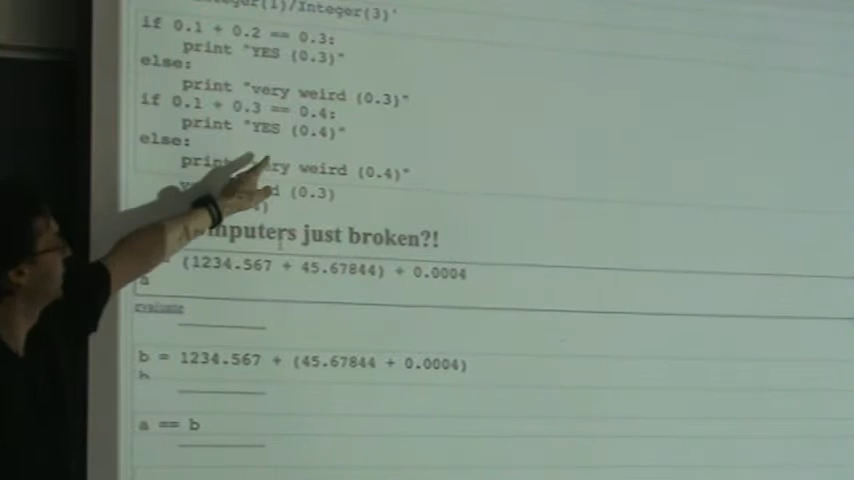 /Integer(3)'
if 0.1 + 0.2 == 0.3:
print "YES (0.3)"
else:
print "very weird (0.3)"
if 0.1 + 0.3 == 0.4:
print "YES (0.4)"
else:
weird (0.4)"
(0.3)
just broken?!
(1234.567 + 45.67844) + 0.0004
a
evaluate
b = 1234.567 + (45.67844 + 0.0004)
b
a == b